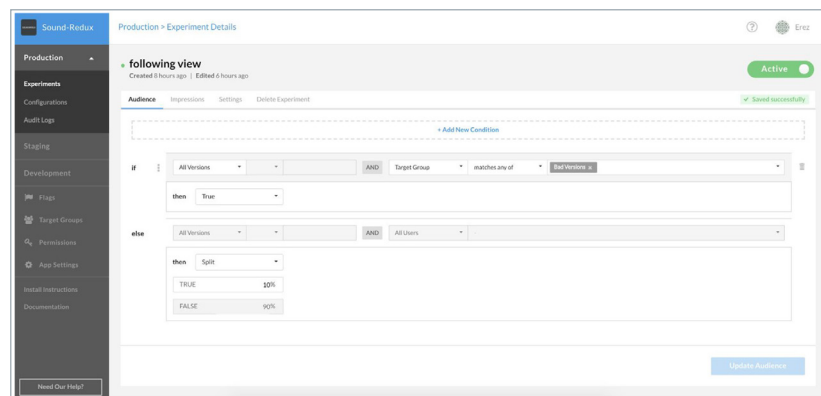 Sound-Redux
Production > Experiment Details
?
Erez
Production
Experiments
Configurations
Audit Logs
Staging
Development
Flags
Target Groups
Permissions
App Settings
Install Instructions
Documentation
Need Our Help?
following view
Created 8 hours ago | Edited 6 hours ago
Active
Audience Impressions Settings Delete Experiment
✓ Saved successfully
+ Add New Condition
if All Versions AND Target Group matches any of Bad Versions x
then True
else All Versions AND All Users
then Split
TRUE 10%
FALSE 90%
Update Audience